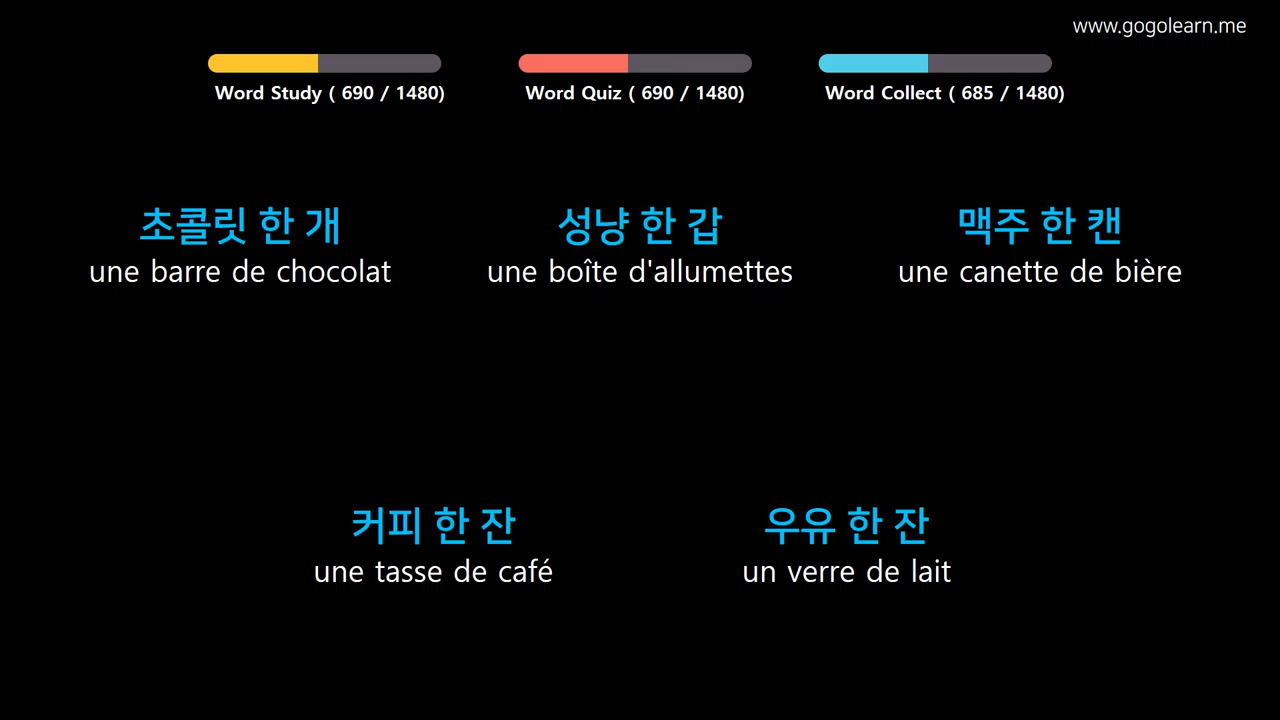 www.gogolearn.me
Word Study ( 690 / 1480)
Word Quiz ( 690 / 1480)
Word Collect ( 685 / 1480)
초콜릿 한 개
une barre de chocolat
성냥 한 갑
une boîte d'allumettes
맥주 한 캔
une canette de bière
커피 한 잔
une tasse de café
우유 한 잔
un verre de lait